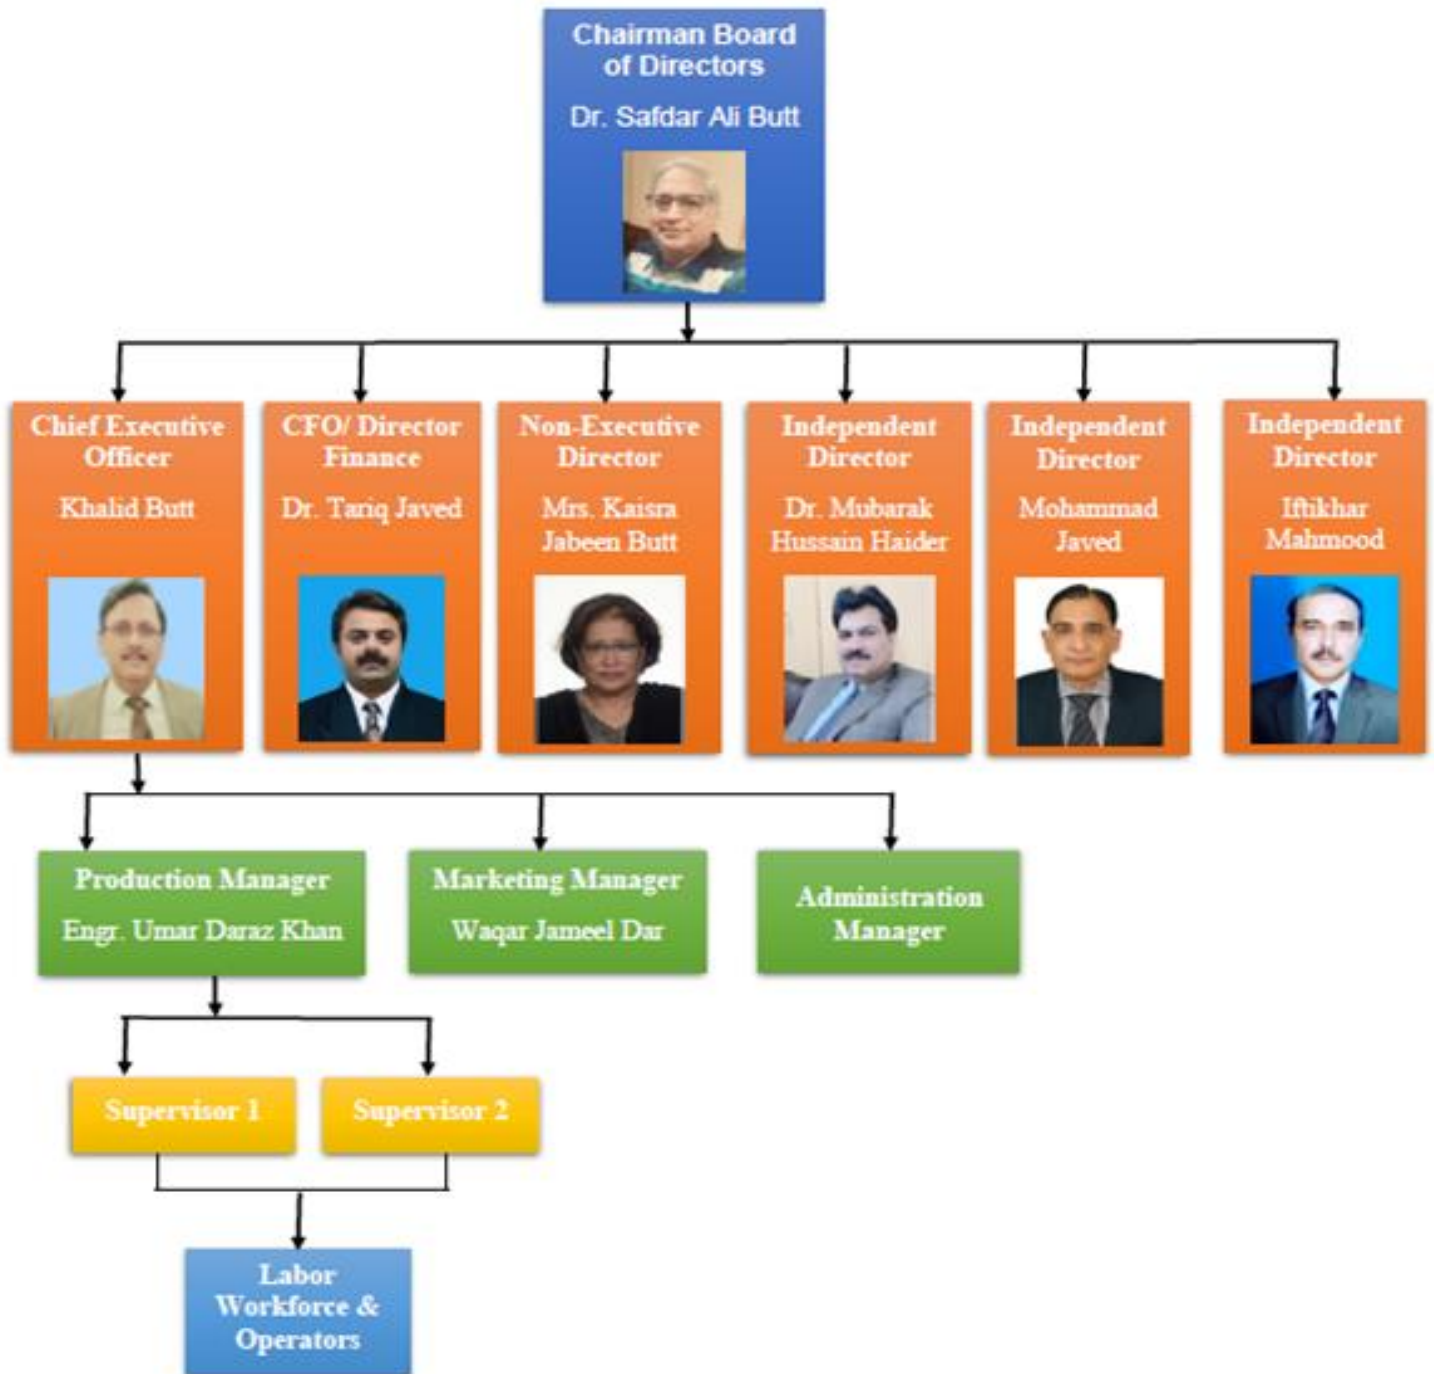 Chairman Board
of Directors
Dr. Safdar Ali Butt
Chief Executive
Officer
Khalid Butt
CFO/ Director
Finance
Dr. Tariq Javed
Non-Executive
Director
Mrs. Kaisra
Jabeen Butt
Independent
Director
Dr. Mubarak
Hussain Haider
Independent
Director
Mohammad
Javed
Independent
Director
Iftikhar
Mahmood
Production Manager
Engr. Umar Daraz Khan
Marketing Manager
Waqar Jameel Dar
Administration
Manager
Supervisor 1
Supervisor 2
Labor
Workforce &
Operators